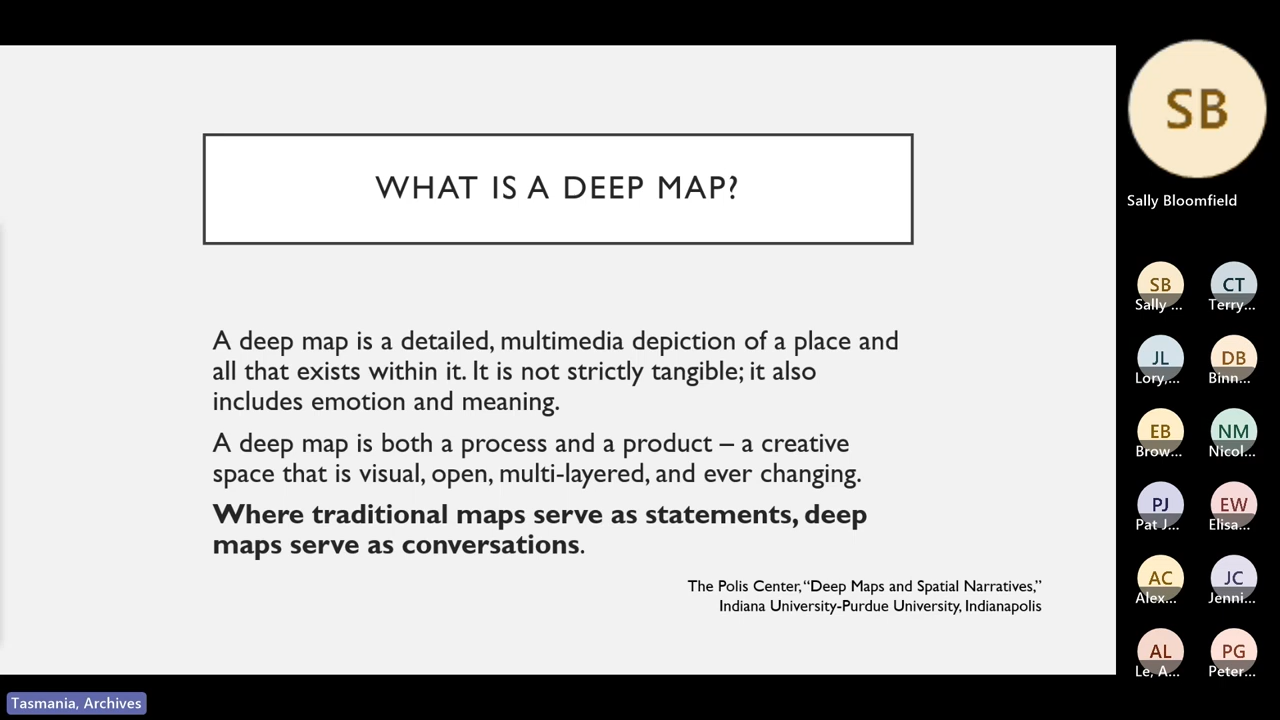 WHAT IS A DEEP MAP?
A deep map is a detailed, multimedia depiction of a place and
all that exists within it. It is not strictly tangible; it also
includes emotion and meaning.
A deep map is both a process and a product – a creative
space that is visual, open, multi-layered, and ever changing.
Where traditional maps serve as statements, deep
maps serve as conversations.
The Polis Center, “Deep Maps and Spatial Narratives,”
Indiana University-Purdue University, Indianapolis
SB
Sally Bloomfield
SB CT
Sally ... Terry...
JL DB
Lory,... Binn...
EB NM
Brow... Nicol...
PJ EW
Pat J... Elisa...
AC JC
Alex... Jenni...
AL PG
Le, A... Peter...
Tasmania, Archives